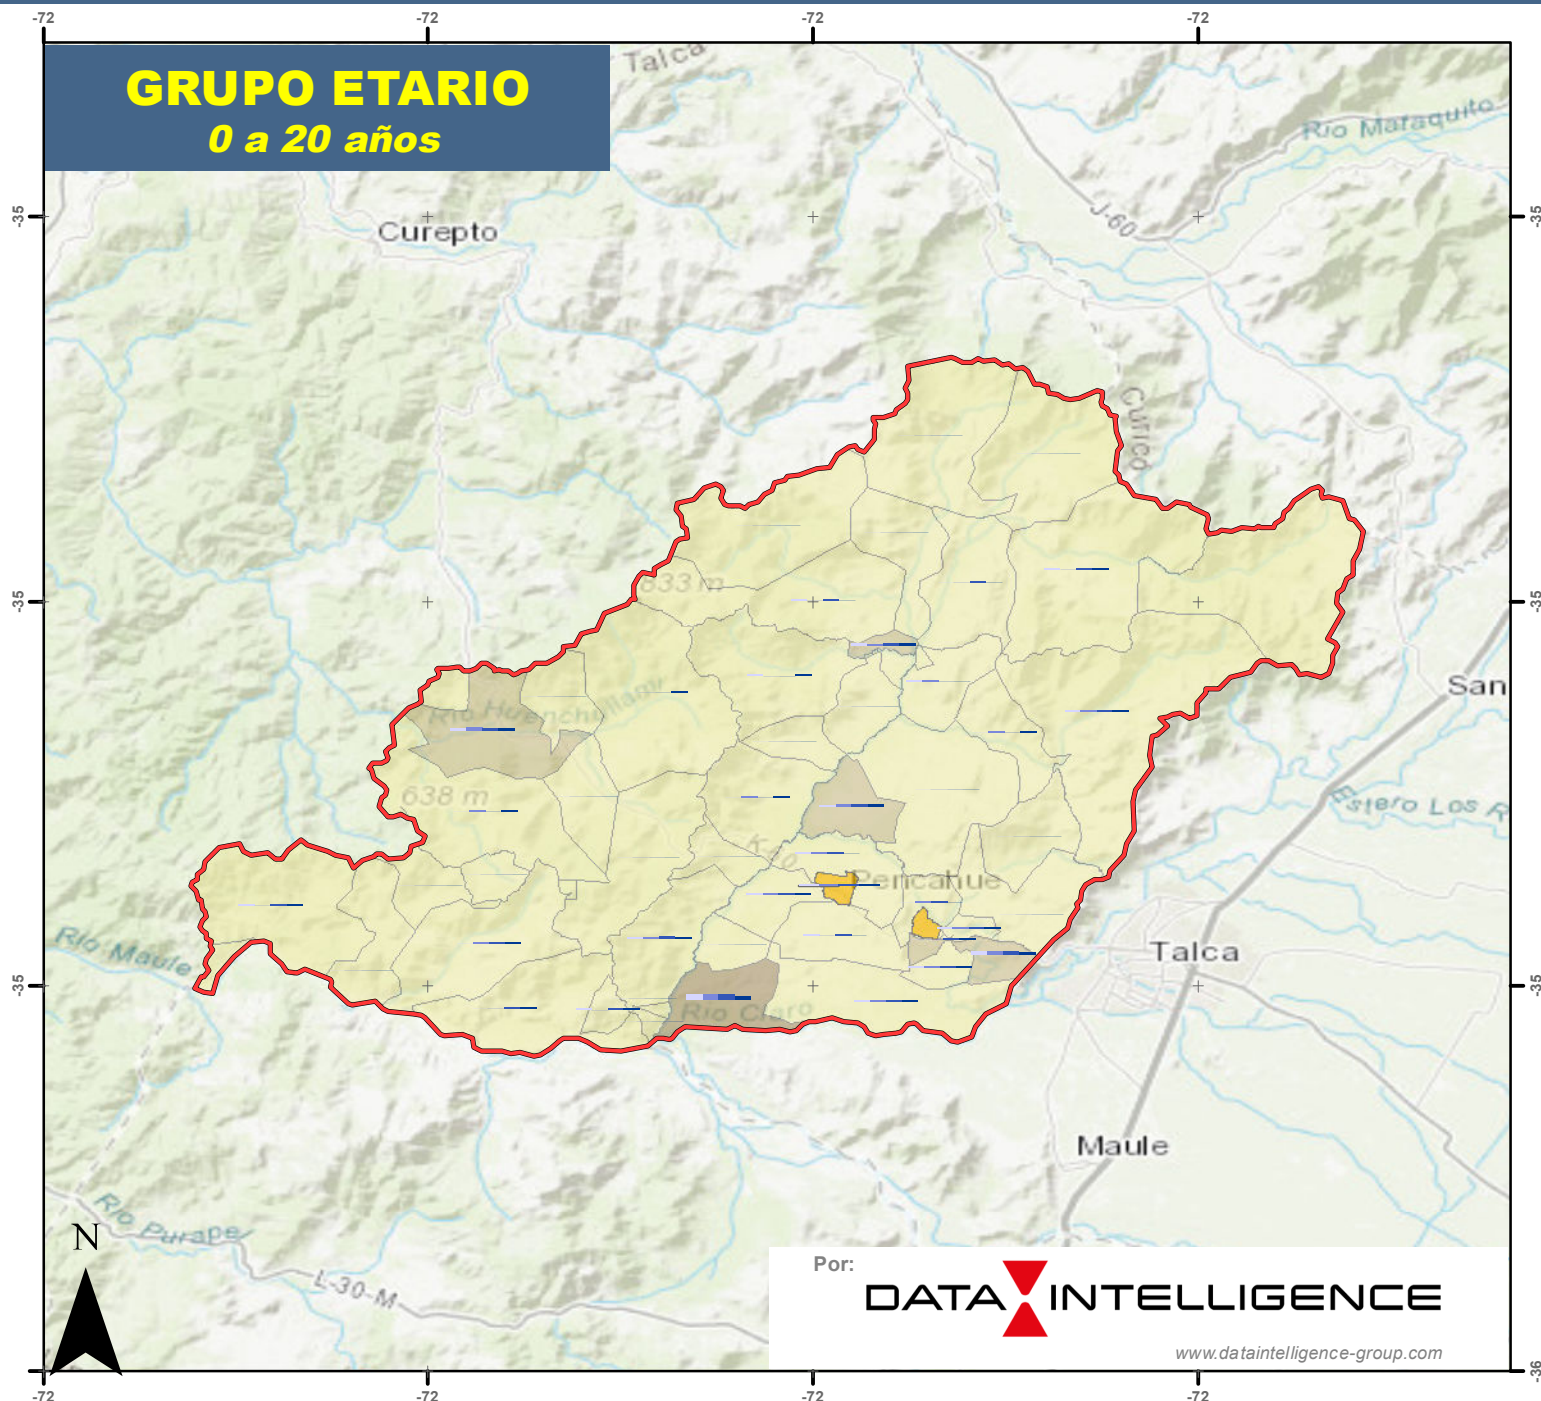 -72 -72 -72 -72
GRUPO ETARIO
0 a 20 años
Talca
Río Mataquito
J-60
-35 -35
Curepto
Curicó
833 m
-35 -35
San
Río Huenchullamí
638 m
Estero Los R
K-60
Pencahue
Río Maule
Talca
-35 -35
Río Claro
Maule
Río Purapel
N
L-30-M
Por:
DATA INTELLIGENCE
www.dataintelligence-group.com
-36
-72 -72 -72 -72